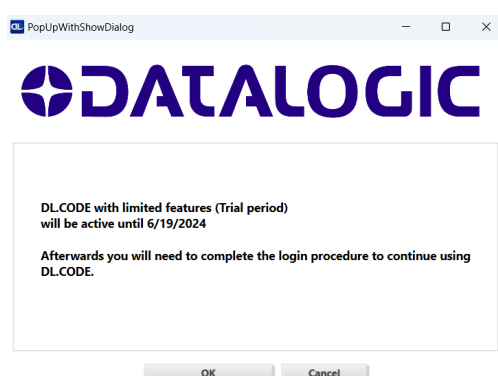 PopUpWithShowDialog
DATALOGIC
DL.CODE with limited features (Trial period)
will be active until 6/19/2024
Afterwards you will need to complete the login procedure to continue using
DL.CODE.
OK Cancel